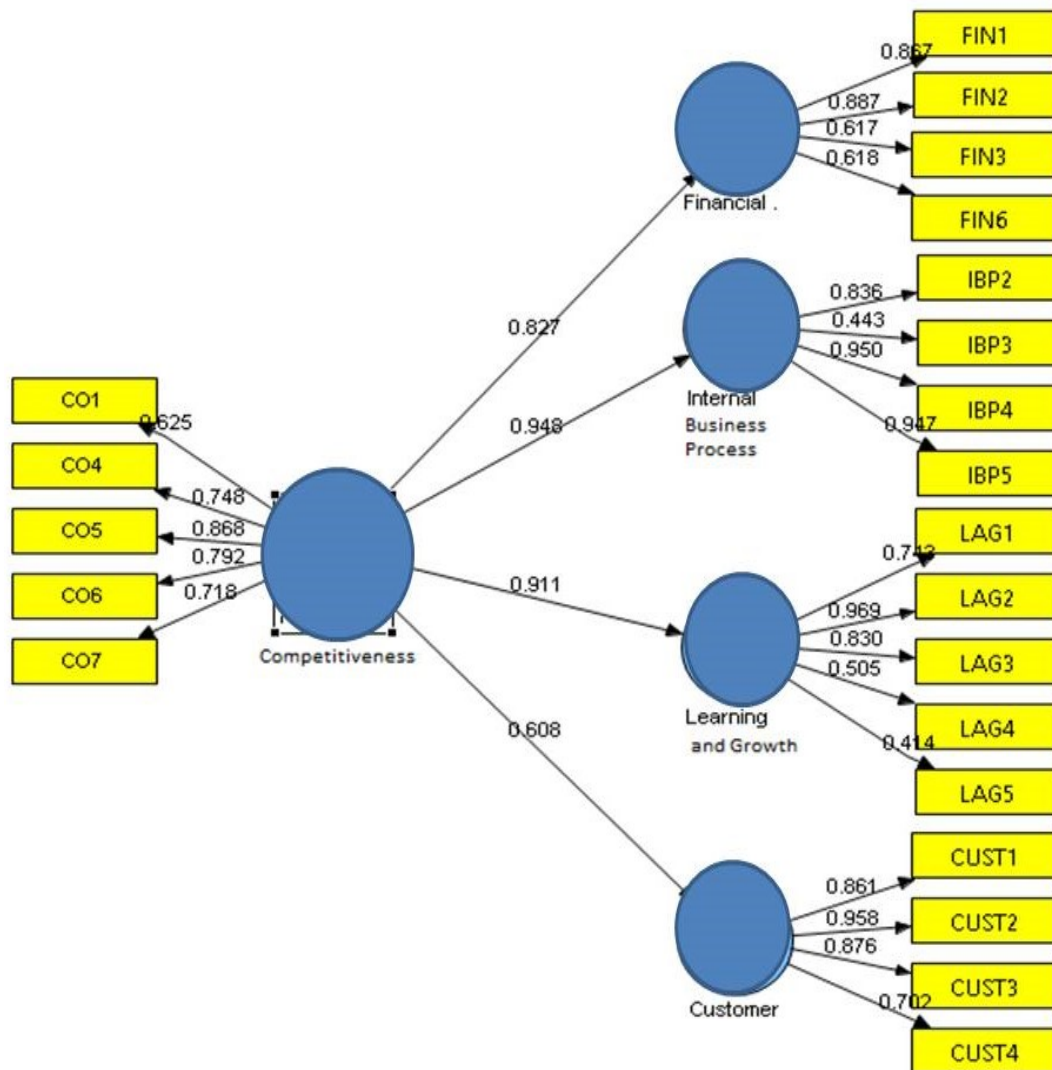 FIN1
0.867
FIN2
0.887
0.617
FIN3
0.618
FIN6
Financial .
IBP2
0.836
0.443
IBP3
0.950
IBP4
0.947
IBP5
Internal
Business
Process
0.827
0.948
CO1
0.625
CO4
0.748
CO5
0.868
0.792
CO6
0.718
CO7
Competitiveness
0.911
0.608
LAG1
0.743
LAG2
0.969
0.830
LAG3
0.505
LAG4
0.414
LAG5
Learning
and Growth
CUST1
0.861
0.958
CUST2
0.876
CUST3
0.702
CUST4
Customer